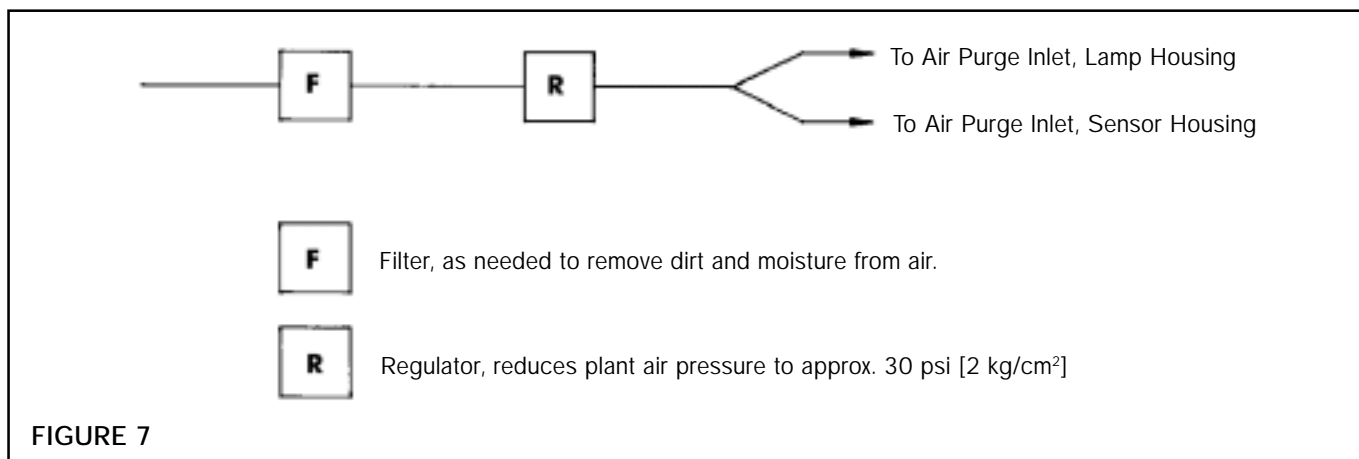 To Air Purge Inlet, Lamp Housing
F
R
To Air Purge Inlet, Sensor Housing
F
Filter, as needed to remove dirt and moisture from air.
R
Regulator, reduces plant air pressure to approx. 30 psi [2 kg/cm²]
FIGURE 7